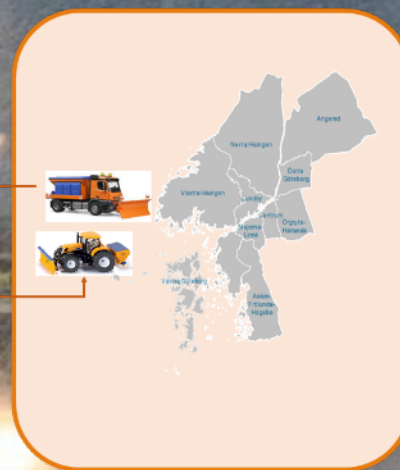 Angered
Norra Hisingen
Östra
Göteborg
Västra Hisingen
Lundby
Centrum
Örgryte-
Härlanda
Majorna-
Linné
Västra Göteborg
Askim-
Frölunda-
Högsbo